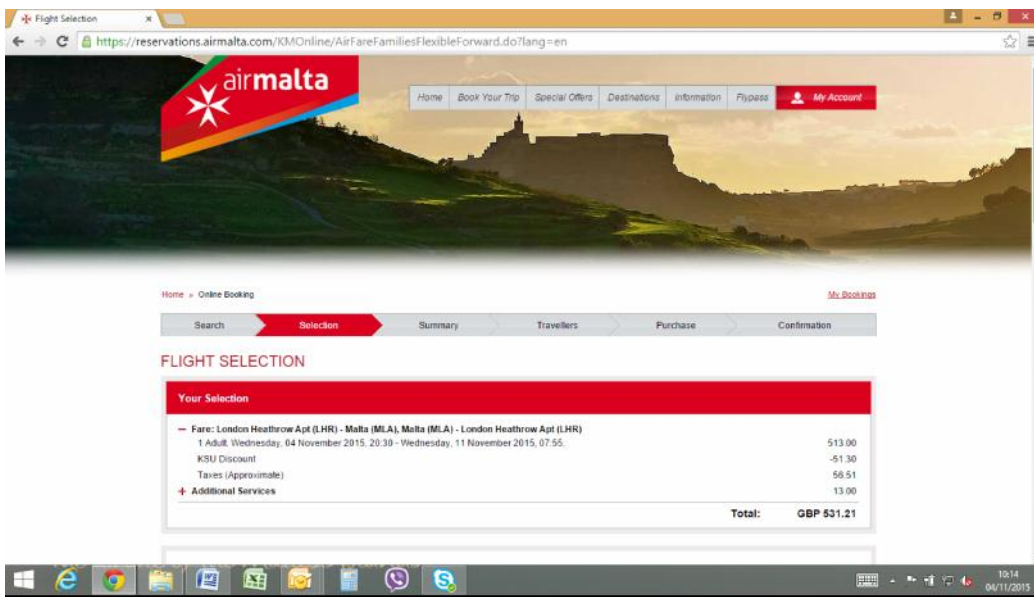 Flight Selection
https://reservations.airmalta.com/KMOnline/AirFareFamiliesFlexibleForward.do?lang=en
airmalta
Home Book Your Trip Special Offers Destinations Information Flypass My Account
Home » Online Booking My Bookings
Search Selection Summary Travellers Purchase Confirmation
FLIGHT SELECTION
Your Selection
− Fare: London Heathrow Apt (LHR) - Malta (MLA), Malta (MLA) - London Heathrow Apt (LHR)
1 Adult, Wednesday, 04 November 2015, 20:30 - Wednesday, 11 November 2015, 07:55. 513.00
KSU Discount -51.30
Taxes (Approximate) 56.51
+ Additional Services 13.00
Total: GBP 531.21
10:14
04/11/2015